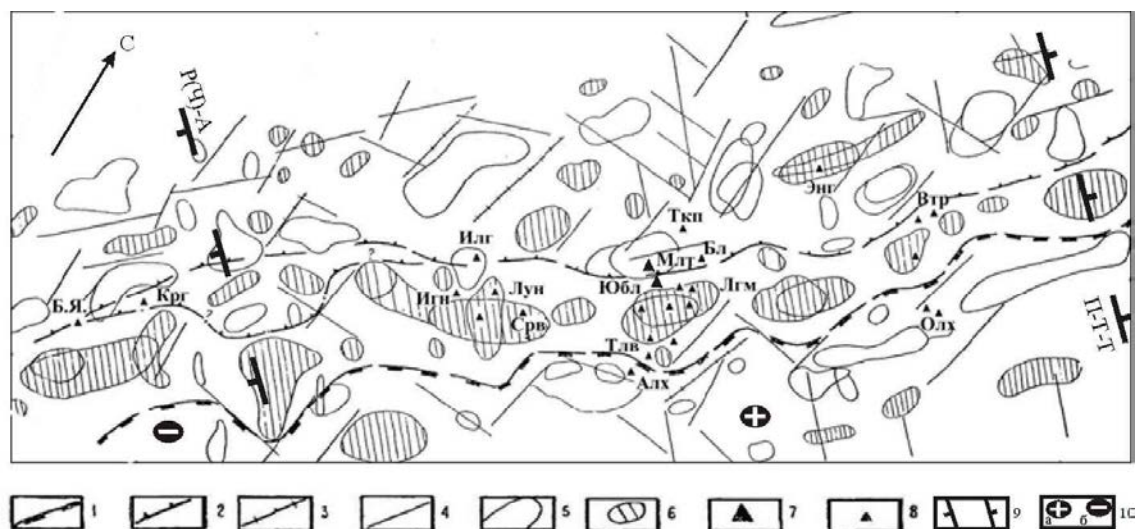 С
Р(Ч)-А
Энг
Втр
Ткп
Илг
Бл
Млт
Крг
Б.Я.
Игн
Лун
Юбл
Лгм
Срв
Олх
П-Т-Т
Тлв
Алх
1 2 3 4 5 6 7 8 9 а б 10